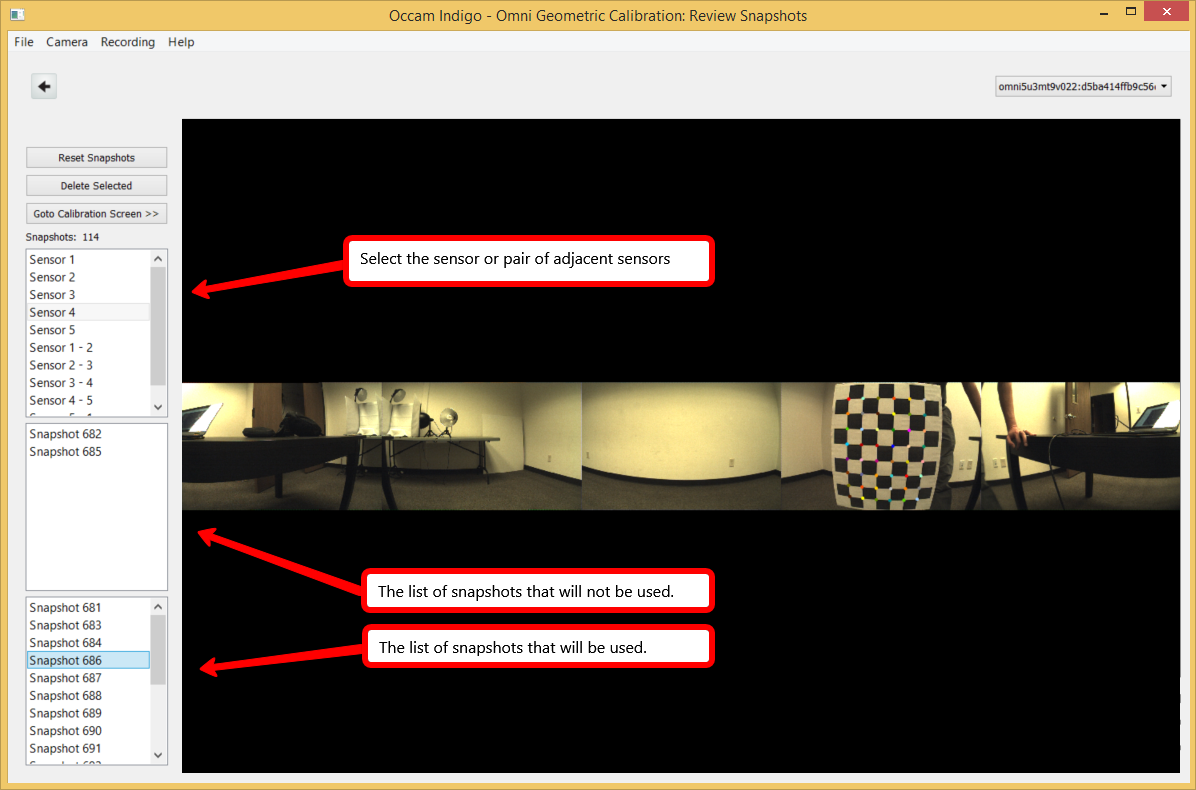 Occam Indigo - Omni Geometric Calibration: Review Snapshots
File Camera Recording Help
omni5u3mt9v022:d5ba414ffb9c56
Reset Snapshots
Delete Selected
Goto Calibration Screen >>
Snapshots: 114
Sensor 1
Sensor 2
Sensor 3
Sensor 4
Sensor 5
Sensor 1 - 2
Sensor 2 - 3
Sensor 3 - 4
Sensor 4 - 5
Select the sensor or pair of adjacent sensors
Snapshot 682
Snapshot 685
The list of snapshots that will not be used.
Snapshot 681
Snapshot 683
Snapshot 684
Snapshot 686
Snapshot 687
Snapshot 688
Snapshot 689
Snapshot 690
Snapshot 691
The list of snapshots that will be used.